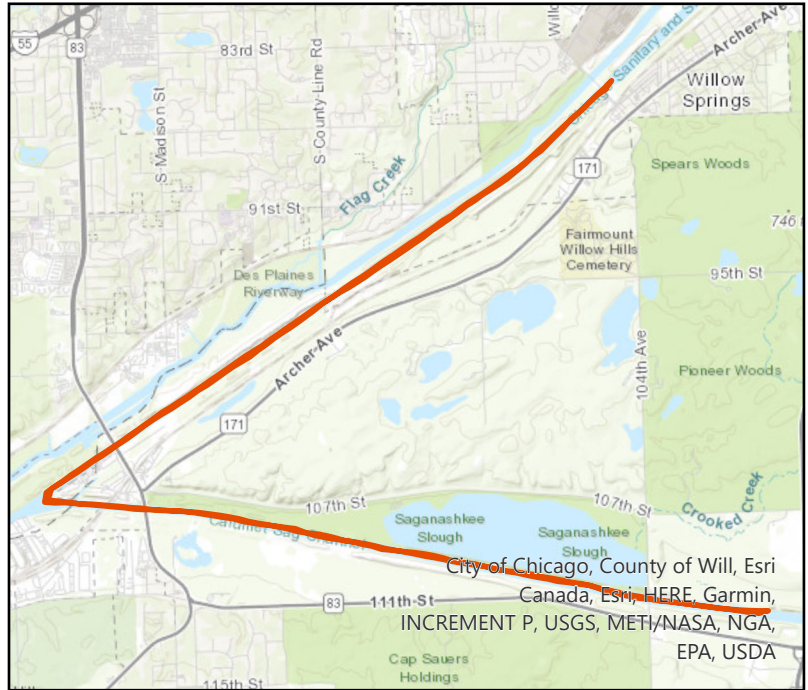 55
83
83rd St
S County Line Rd
S Madison St
Archer Ave
Sanitary and S
Willow
Springs
Flag Creek
171
Spears Woods
91st St
746
Fairmount
Willow Hills
Cemetery
Des Plaines
Riverway
95th St
104th Ave
Archer Ave
Pioneer Woods
171
107th St
107th St
Crooked Creek
Calumet Sag Channel
Saganashkee
Slough
Saganashkee
Slough
83
111th St
Cap Sauers
Holdings
115th St
City of Chicago, County of Will, Esri
Canada, Esri, HERE, Garmin,
INCREMENT P, USGS, METI/NASA, NGA,
EPA, USDA